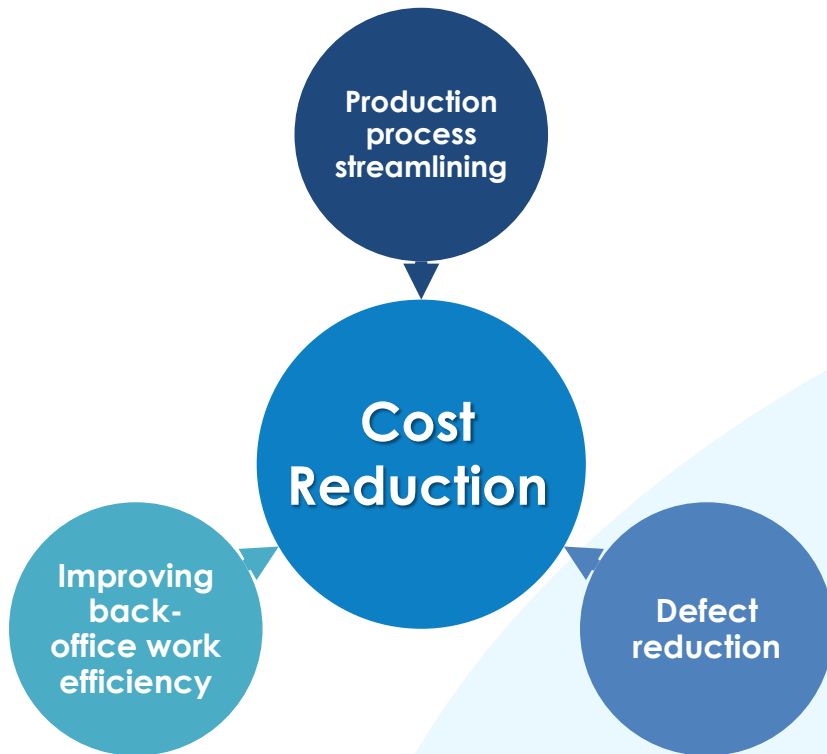 Production
process
streamlining
Cost
Reduction
Improving
back-
office work
efficiency
Defect
reduction